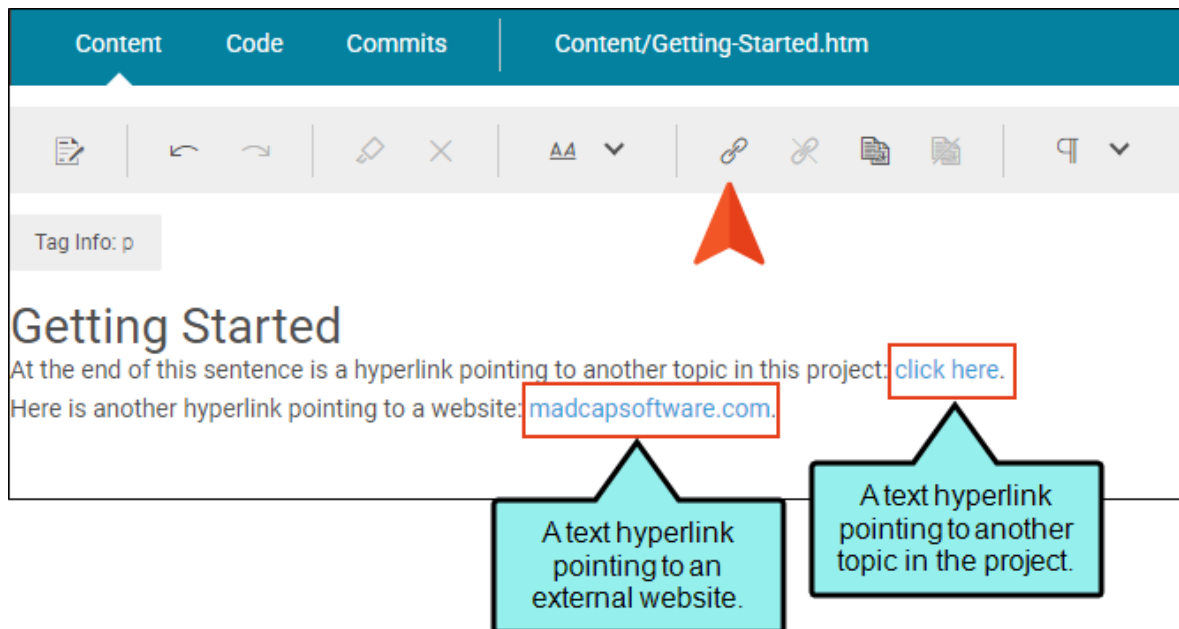 Content Code Commits Content/Getting-Started.htm
AA
Tag Info: p
Getting Started
At the end of this sentence is a hyperlink pointing to another topic in this project: click here.
Here is another hyperlink pointing to a website: madcapsoftware.com.
A text hyperlink
pointing to an
external website.
A text hyperlink
pointing to another
topic in the project.